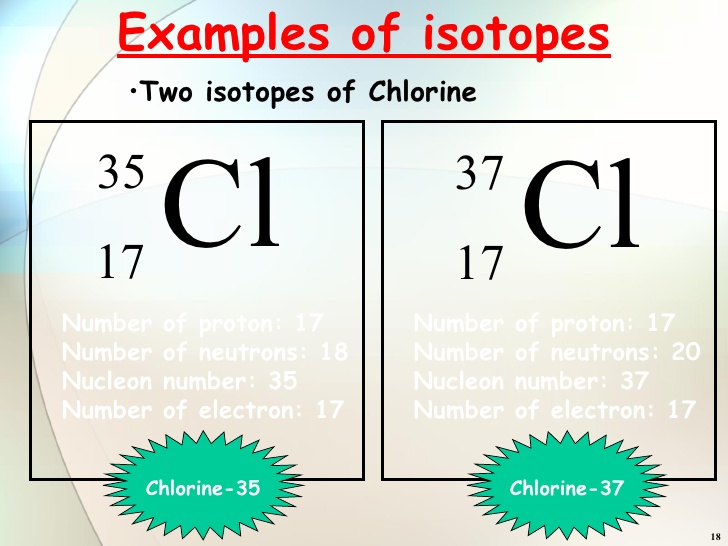 Examples of isotopes
•Two isotopes of Chlorine
35
17
Cl
Number of proton: 17
Number of neutrons: 18
Nucleon number: 35
Number of electron: 17
Chlorine-35
37
17
Cl
Number of proton: 17
Number of neutrons: 20
Nucleon number: 37
Number of electron: 17
Chlorine-37
18